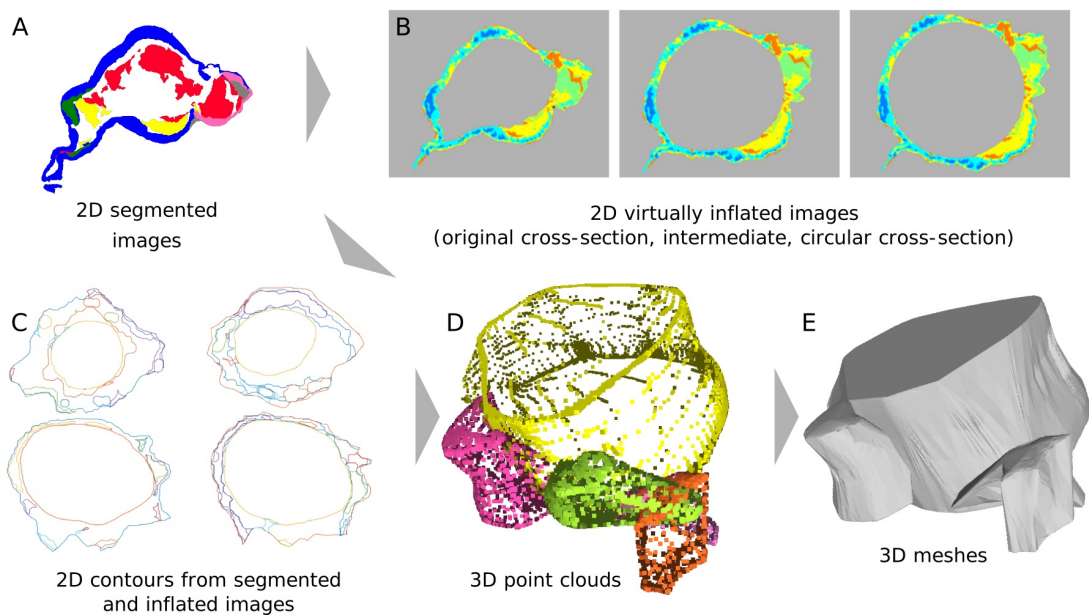 A
B
2D segmented
images
2D virtually inflated images
(original cross-section, intermediate, circular cross-section)
C
D
E
2D contours from segmented
and inflated images
3D point clouds
3D meshes